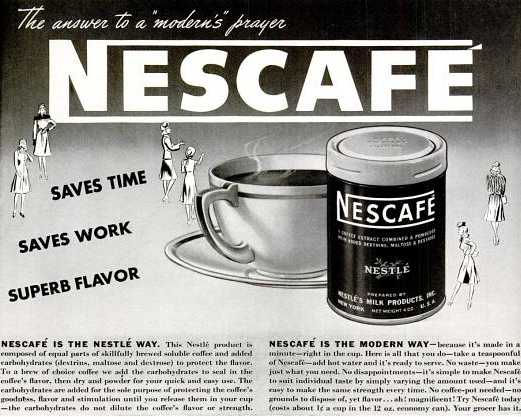 The answer to a "modern's" prayer
NESCAFÉ
SAVES TIME
SAVES WORK
SUPERB FLAVOR
NESCAFÉ
A COFFEE EXTRACT COMBINED & POWDERED
WITH ADDED DEXTRINS, MALTOSE & DEXTROSE
NESTLÉ
PREPARED BY
NESTLÉ'S MILK PRODUCTS, INC.
NEW YORK NET WEIGHT 4 OZ. U.S.A.
NESCAFÉ IS THE NESTLÉ WAY. This Nestlé product is
composed of equal parts of skillfully brewed soluble coffee and added
carbohydrates (dextrins, maltose and dextrose) to protect the flavor.
To a brew of choice coffee we add the carbohydrates to seal in the
coffee's flavor, then dry and powder for your quick and easy use. The
carbohydrates are added for the sole purpose of protecting the coffee's
goodness, flavor and stimulation until you release them in your cup
—the carbohydrates do not dilute the coffee's flavor or strength.
NESCAFÉ IS THE MODERN WAY—because it's made in a
minute—right in the cup. Here is all that you do—take a teaspoonful
of Nescafé—add hot water and it's ready to serve. No waste—you make
just what you need. No disappointments—it's simple to make Nescafé
to suit individual taste by simply varying the amount used—and it's
easy to make the same strength every time. No coffee-pot needed—no
grounds to dispose of, yet flavor...oh! magnificent! Try Nescafé today
(costs about 1¢ a cup in the 12 oz. economy can). Your grocer has it.